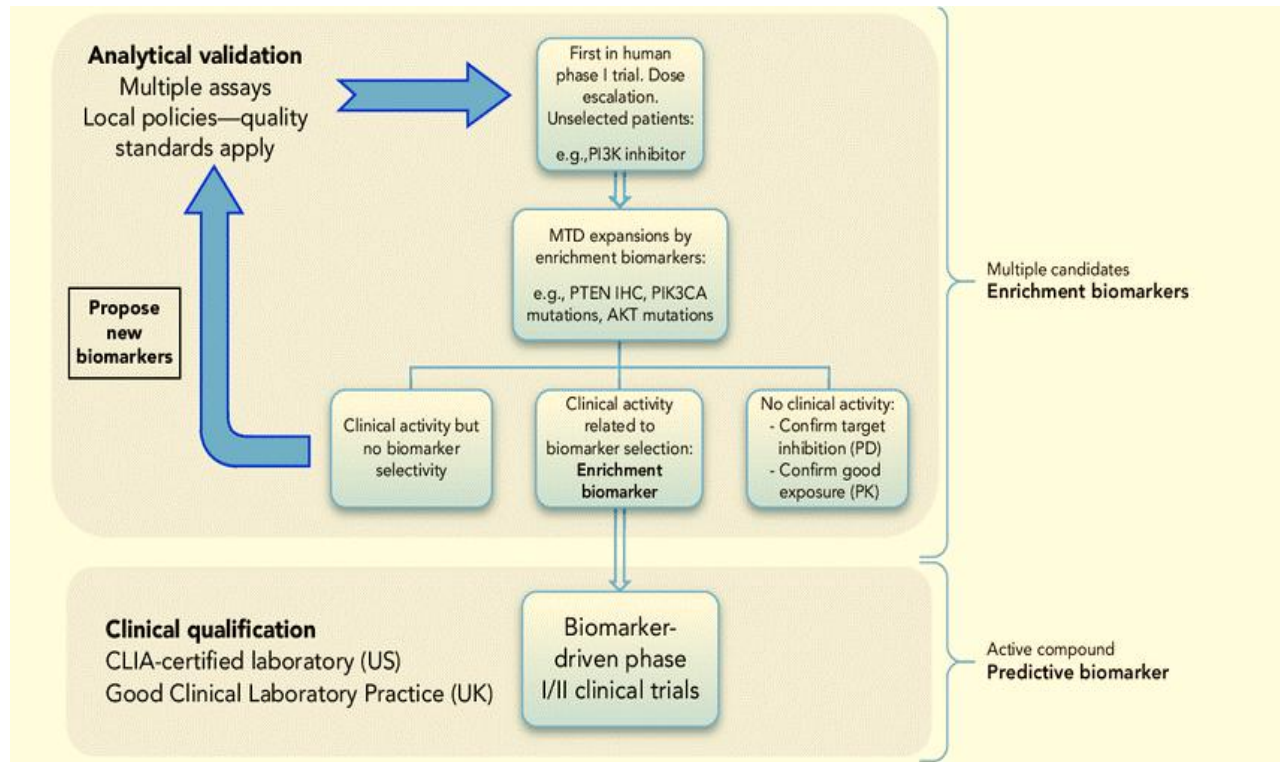 Analytical validation
Multiple assays
Local policies—quality
standards apply
First in human
phase I trial. Dose
escalation.
Unselected patients:
e.g.,PI3K inhibitor
MTD expansions by
enrichment biomarkers:
e.g., PTEN IHC, PIK3CA
mutations, AKT mutations
Propose
new
biomarkers
Clinical activity but
no biomarker
selectivity
Clinical activity
related to
biomarker selection:
Enrichment
biomarker
No clinical activity:
- Confirm target
inhibition (PD)
- Confirm good
exposure (PK)
Multiple candidates
Enrichment biomarkers
Clinical qualification
CLIA-certified laboratory (US)
Good Clinical Laboratory Practice (UK)
Biomarker-
driven phase
I/II clinical trials
Active compound
Predictive biomarker